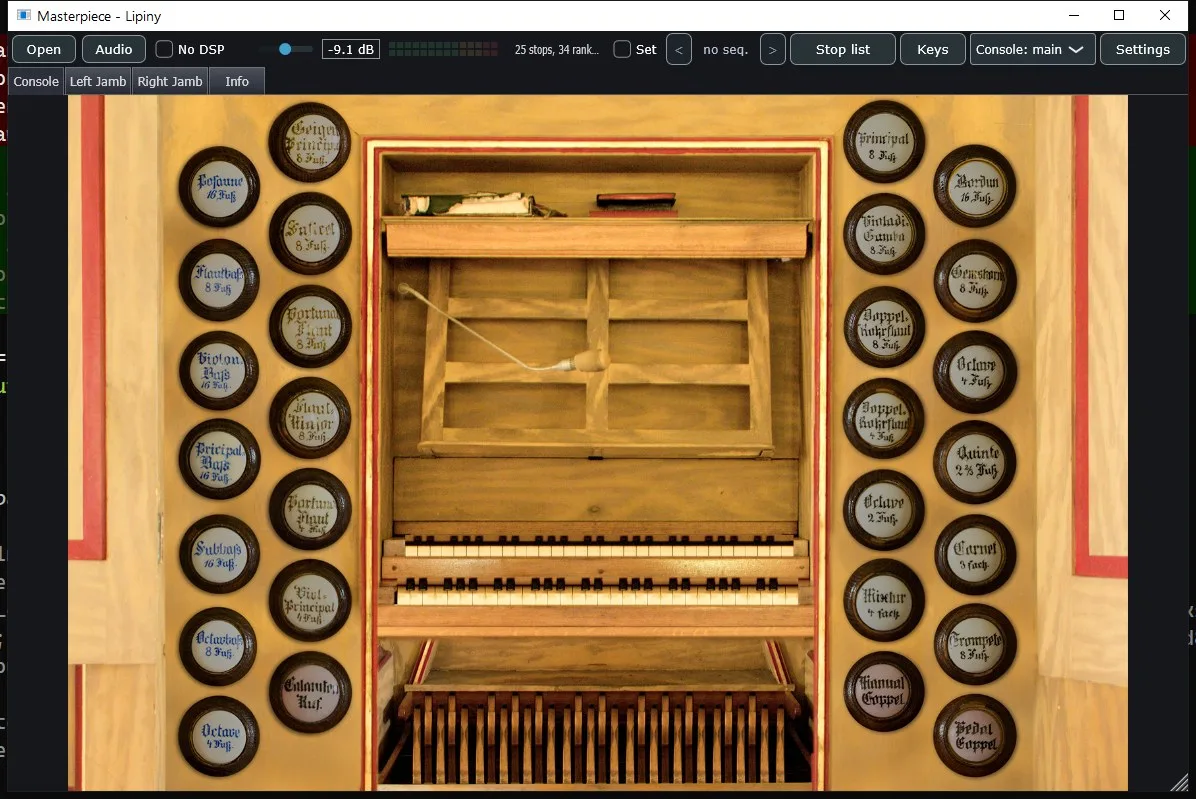 Masterpiece - Lipiny
Open
Audio
No DSP
-9.1 dB
25 stops, 34 rank...
Set
<
no seq.
>
Stop list
Keys
Console: main
Settings
Console
Left Jamb
Right Jamb
Info
Geigen
Principal
8 Fuß.
Principal
8 Fuß.
Posaune
16 Fuß
Bordun
16 Fuß.
Salicet
8 Fuß.
Violadi.
Gamba
8 Fuß.
Flautbaß
8 Fuß.
Gemshorn
8 Fuß.
Portunal
Flaut
8 Fuß.
Doppel.
Rohrflaut
8 Fuß.
Violon.
Baß
16 Fuß.
Octave
4 Fuß.
Flaut.
Major
8 Fuß.
Doppel.
Rohrflaut
4 Fuß.
Pricipal.
Baß
16 Fuß.
Quinte
2⅔ Fuß
Portunal
Flaut
4 Fuß.
Octave
2 Fuß.
Subbaß
16 Fuß.
Cornet
3 fach.
Viol.
Principal
4 Fuß.
Mixtur
4 fach.
Octavbaß
8 Fuß.
Trompete
8 Fuß.
Calcanten
Ruf.
Manual
Coppel
Octave
4 Fuß.
Pedal
Coppel